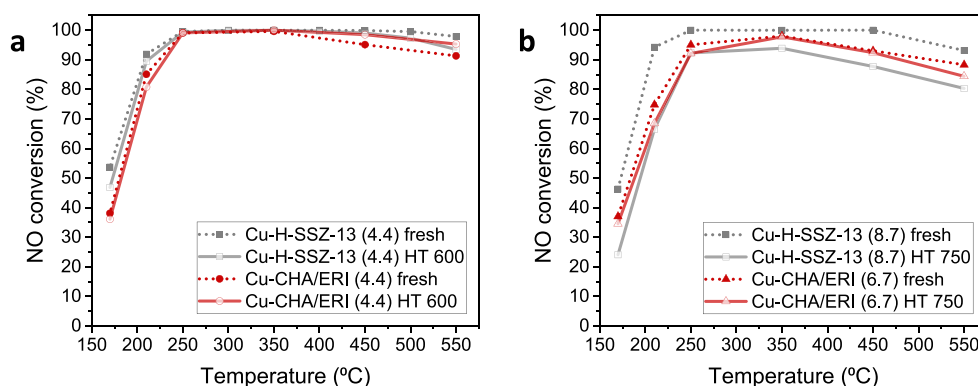 a
NO conversion (%)
100
90
80
70
60
50
40
30
20
10
0
Cu-H-SSZ-13 (4.4) fresh
Cu-H-SSZ-13 (4.4) HT 600
Cu-CHA/ERI (4.4) fresh
Cu-CHA/ERI (4.4) HT 600
150 200 250 300 350 400 450 500 550
Temperature (ºC)
b
NO conversion (%)
100
90
80
70
60
50
40
30
20
10
0
Cu-H-SSZ-13 (8.7) fresh
Cu-H-SSZ-13 (8.7) HT 750
Cu-CHA/ERI (6.7) fresh
Cu-CHA/ERI (6.7) HT 750
150 200 250 300 350 400 450 500 550
Temperature (ºC)